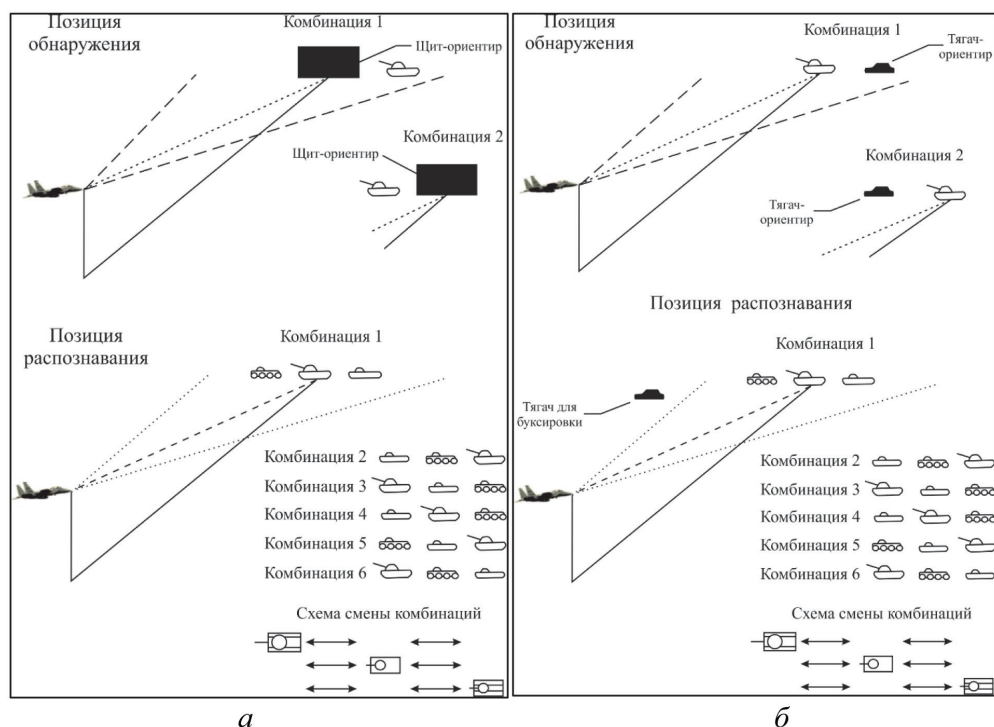 Позиция
обнаружения
Комбинация 1
Щит-ориентир
Комбинация 2
Щит-ориентир
Позиция
распознавания
Комбинация 1
Комбинация 2
Комбинация 3
Комбинация 4
Комбинация 5
Комбинация 6
Схема смены комбинаций
а
Позиция
обнаружения
Комбинация 1
Тягач-
ориентир
Комбинация 2
Тягач-
ориентир
Позиция распознавания
Комбинация 1
Тягач для
буксировки
Комбинация 2
Комбинация 3
Комбинация 4
Комбинация 5
Комбинация 6
Схема смены комбинаций
б